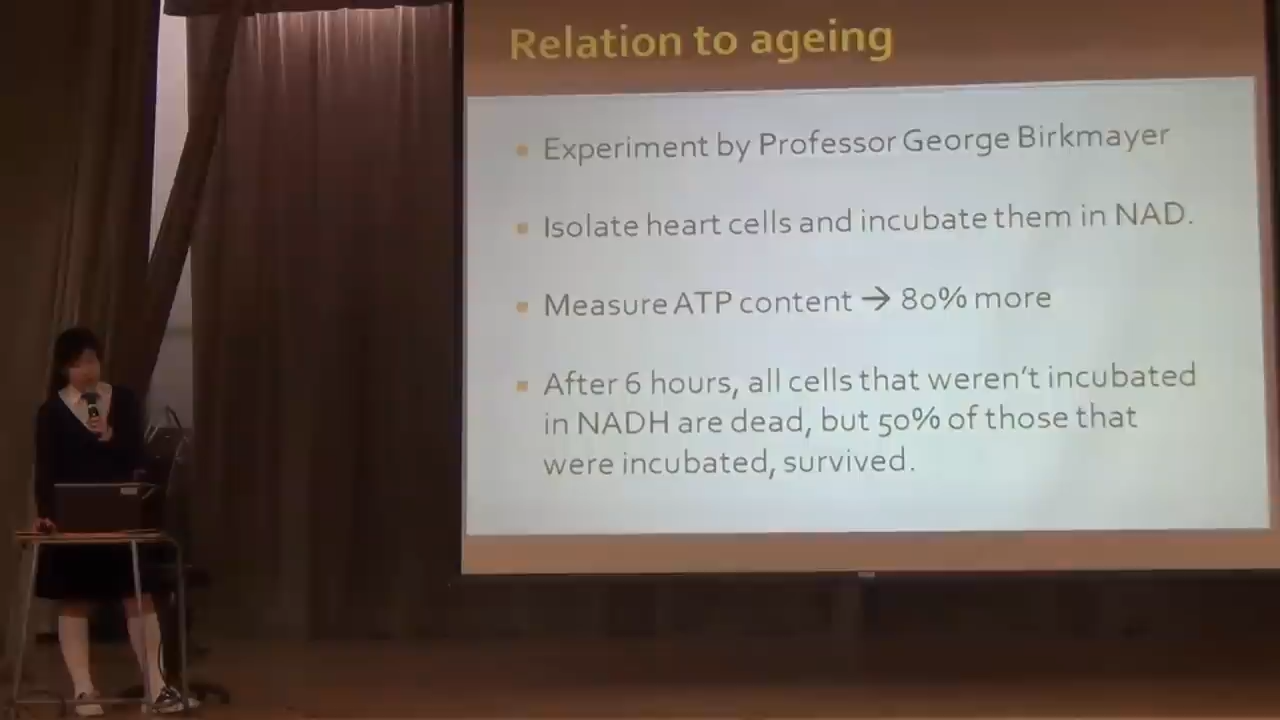 Relation to ageing
Experiment by Professor George Birkmayer
Isolate heart cells and incubate them in NAD.
Measure ATP content → 80% more
After 6 hours, all cells that weren't incubated
in NADH are dead, but 50% of those that
were incubated, survived.